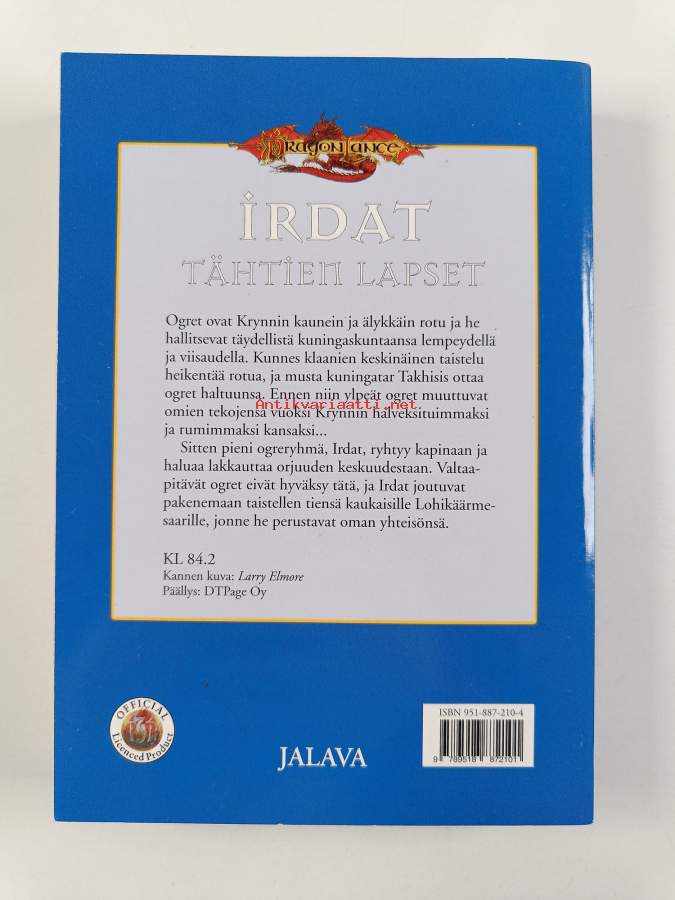 DRAGONLANCE
IRDAT
TÄHTIEN LAPSET
Ogret ovat Krynnin kaunein ja älykkäin rotu ja he
hallitsevat täydellistä kuningaskuntaansa lempeydellä
ja viisaudella. Kunnes klaanien keskinäinen taistelu
heikentää rotua, ja musta kuningatar Takhisis ottaa
ogret haltuunsa. Ennen niin ylpeät ogret muuttuvat
Antikvariaatti.net
omien tekojensa vuoksi Krynnin halveksituimmaksi
ja rumimmaksi kansaksi...
Sitten pieni ogreryhmä, Irdat, ryhtyy kapinaan ja
haluaa lakkauttaa orjuuden keskuudestaan. Valtaa-
pitävät ogret eivät hyväksy tätä, ja Irdat joutuvat
pakenemaan taistellen tiensä kaukaisille Lohikäärme-
saarille, jonne he perustavat oman yhteisönsä.
KL 84.2
Kannen kuva: Larry Elmore
Päällys: DTPage Oy
OFFICIAL
Licenced Product
JALAVA
ISBN 951-887-210-4
9 789518 872101